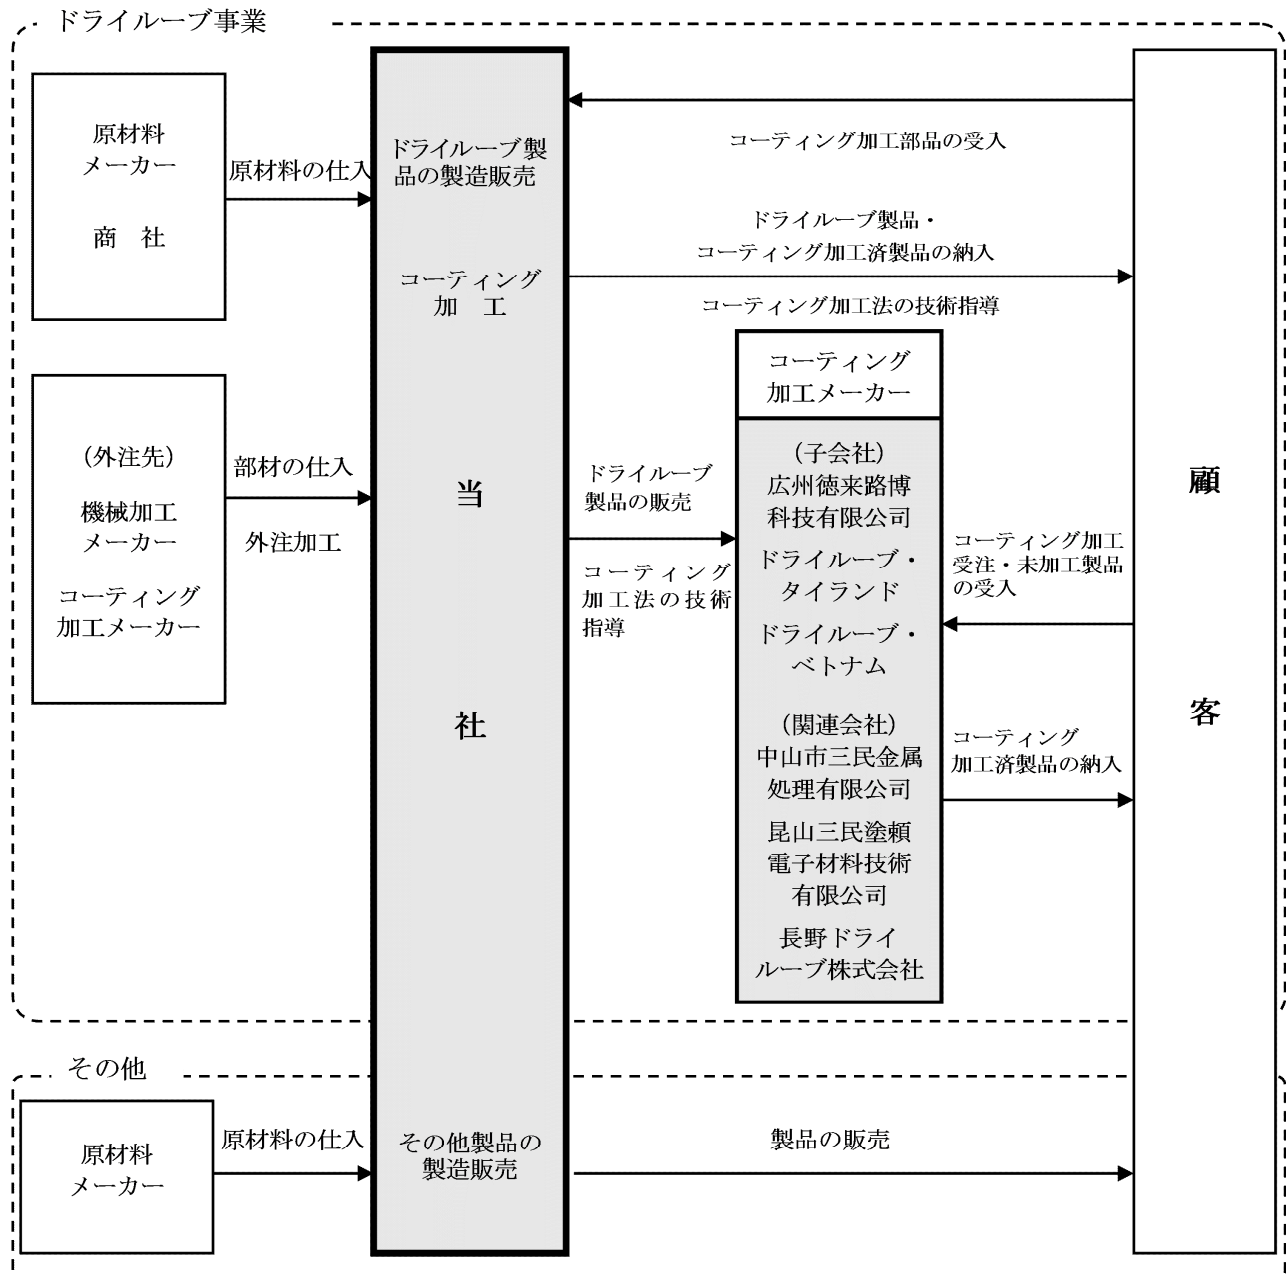 ドライルーブ事業
原材料
メーカー
商　社
原材料の仕入
ドライルーブ製
品の製造販売
コーティング
加　工
コーティング加工部品の受入
ドライルーブ製品・
コーティング加工済製品の納入
コーティング加工法の技術指導
（外注先）
機械加工
メーカー
コーティング
加工メーカー
部材の仕入
外注加工
当
社
ドライルーブ
製品の販売
コーティング
加工法の技術
指導
コーティング
加工メーカー
（子会社）
広州徳来路博
科技有限公司
ドライルーブ・
タイランド
ドライルーブ・
ベトナム
（関連会社）
中山市三民金属
処理有限公司
昆山三民塗頼
電子材料技術
有限公司
長野ドライ
ルーブ株式会社
コーティング加工
受注・未加工製品
の受入
コーティング
加工済製品の納入
顧
客
その他
原材料
メーカー
原材料の仕入
その他製品の
製造販売
製品の販売